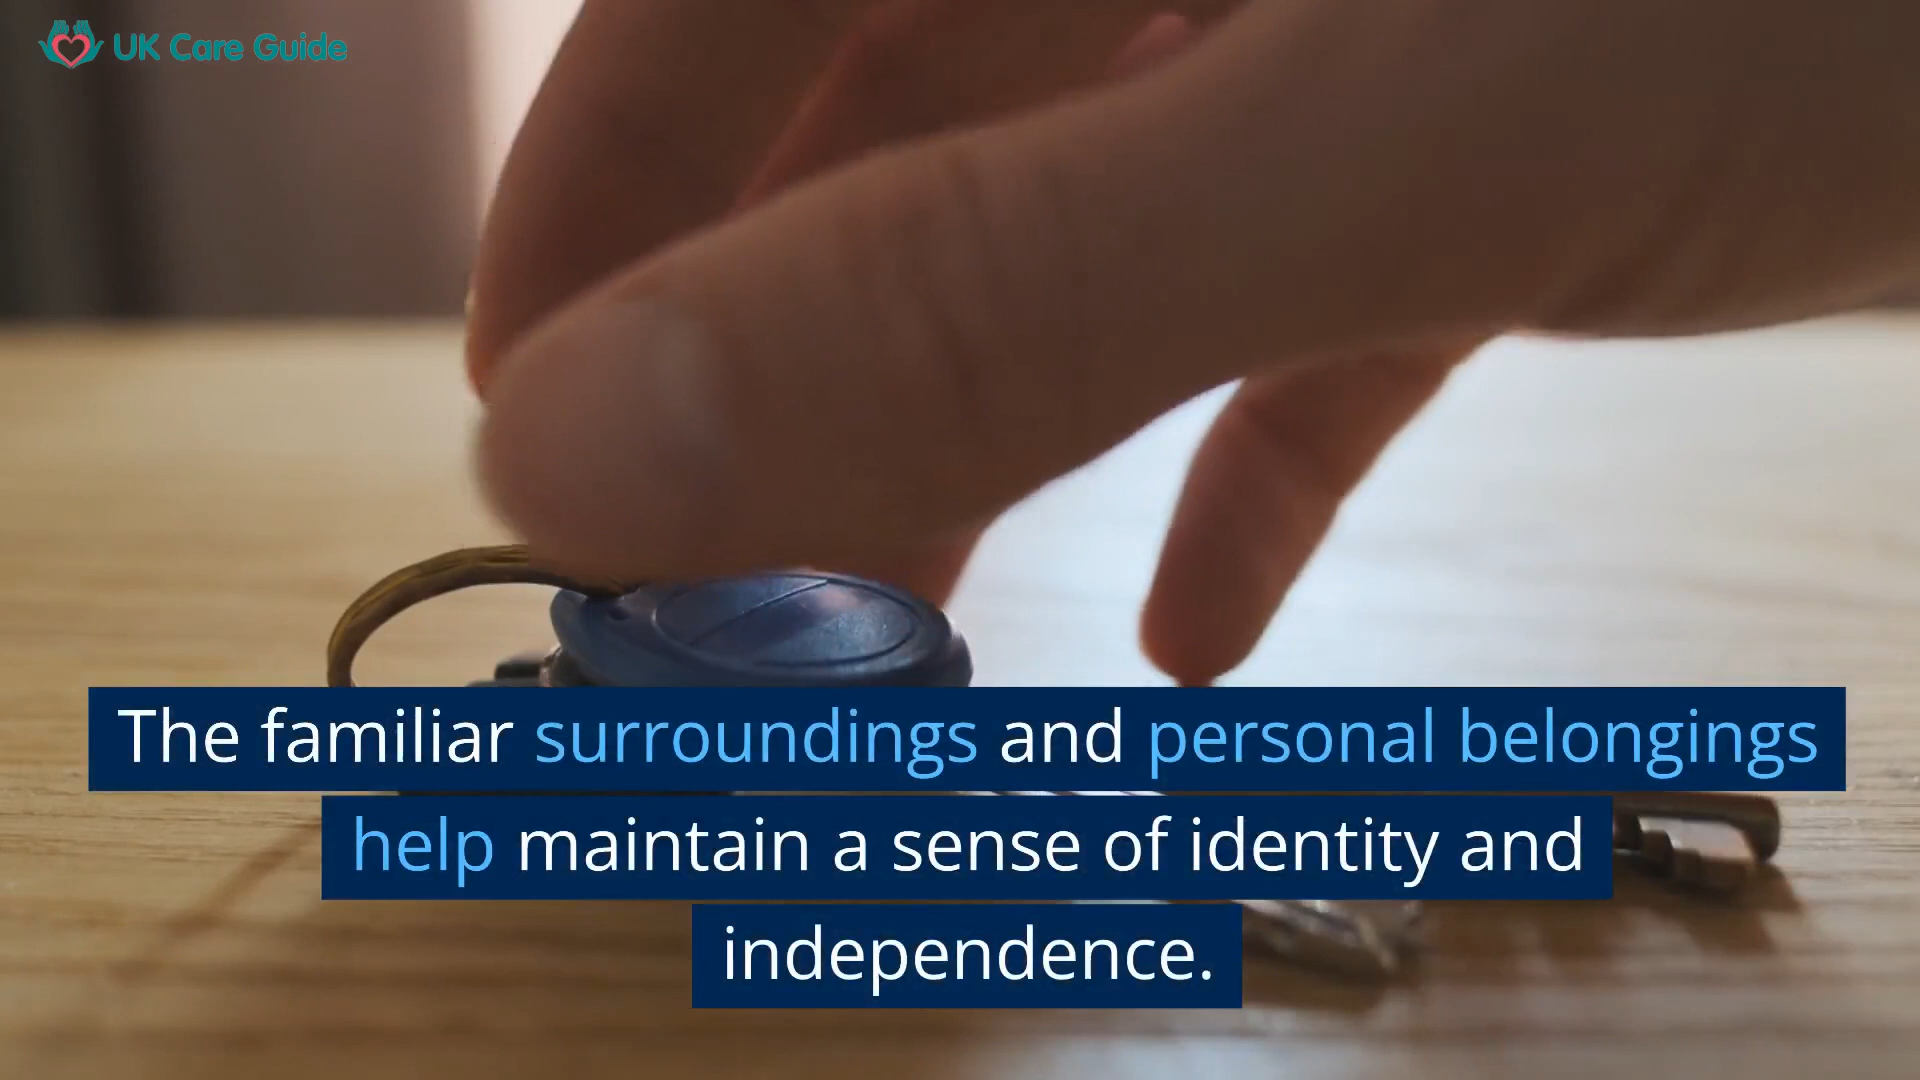 UK Care Guide
The familiar surroundings and personal belongings
help maintain a sense of identity and
independence.